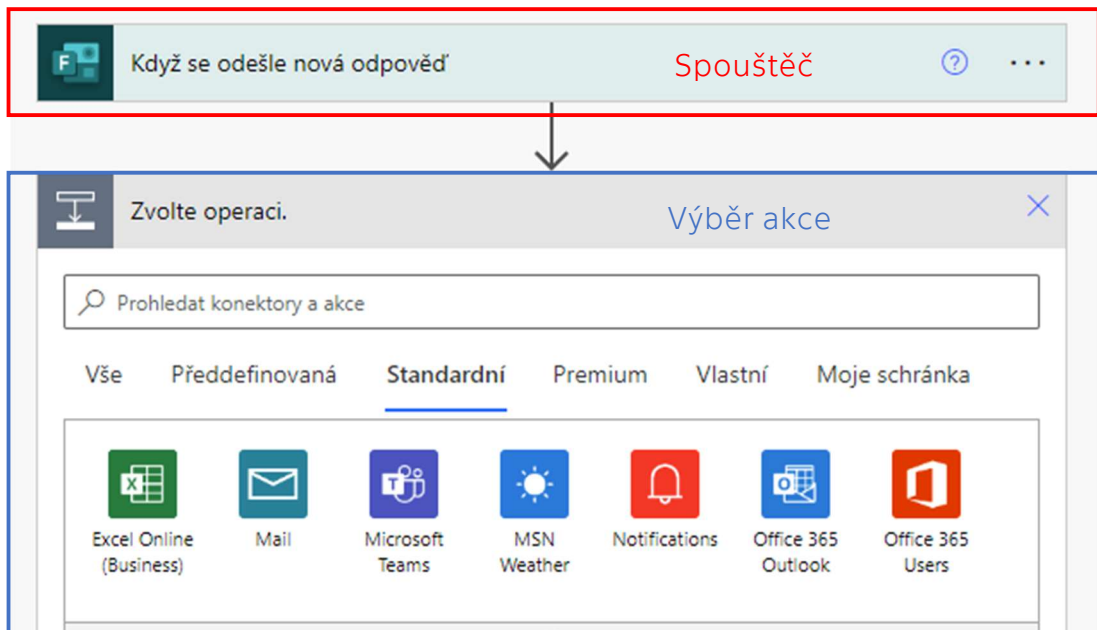 Když se odešle nová odpověď
Spouštěč
Zvolte operaci.
Výběr akce
Prohledat konektory a akce
Vše Předdefinovaná Standardní Premium Vlastní Moje schránka
Excel Online (Business)
Mail
Microsoft Teams
MSN Weather
Notifications
Office 365 Outlook
Office 365 Users